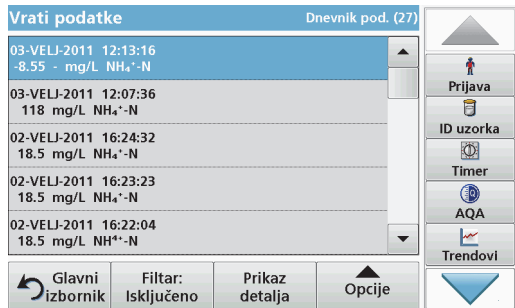 Vrati podatke
Dnevnik pod. (27)
03-VELJ-2011 12:13:16
-8.55 - mg/L NH₄⁺-N
03-VELJ-2011 12:07:36
118 mg/L NH₄⁺-N
02-VELJ-2011 16:24:32
18.5 mg/L NH₄⁺-N
02-VELJ-2011 16:23:23
18.5 mg/L NH₄⁺-N
02-VELJ-2011 16:22:04
18.5 mg/L NH⁴⁺-N
Prijava
ID uzorka
Timer
AQA
Trendovi
Glavni
izbornik
Filtar:
Isključeno
Prikaz
detalja
Opcije